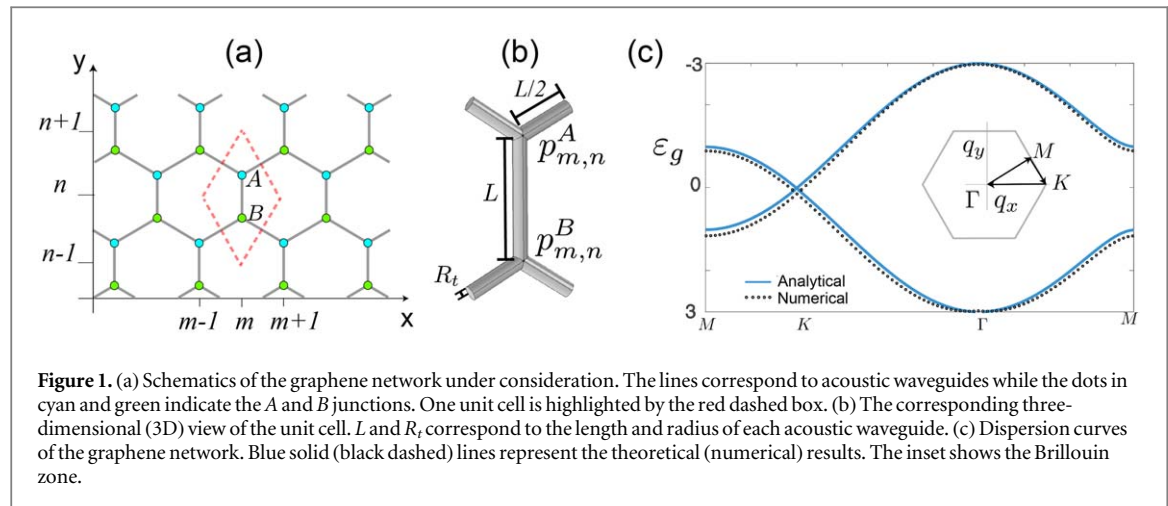 (a)
(b)
(c)
y
n+1
n
n-1
A
B
m-1 m m+1
x
L/2
p^A_{m,n}
L
p^B_{m,n}
R_t
-3
ε_g
0
3
q_y
M
Γ
q_x
K
Analytical
Numerical
M K Γ M
Figure 1. (a) Schematics of the graphene network under consideration. The lines correspond to acoustic waveguides while the dots in
cyan and green indicate the A and B junctions. One unit cell is highlighted by the red dashed box. (b) The corresponding three-
dimensional (3D) view of the unit cell. L and R_t correspond to the length and radius of each acoustic waveguide. (c) Dispersion curves
of the graphene network. Blue solid (black dashed) lines represent the theoretical (numerical) results. The inset shows the Brillouin
zone.